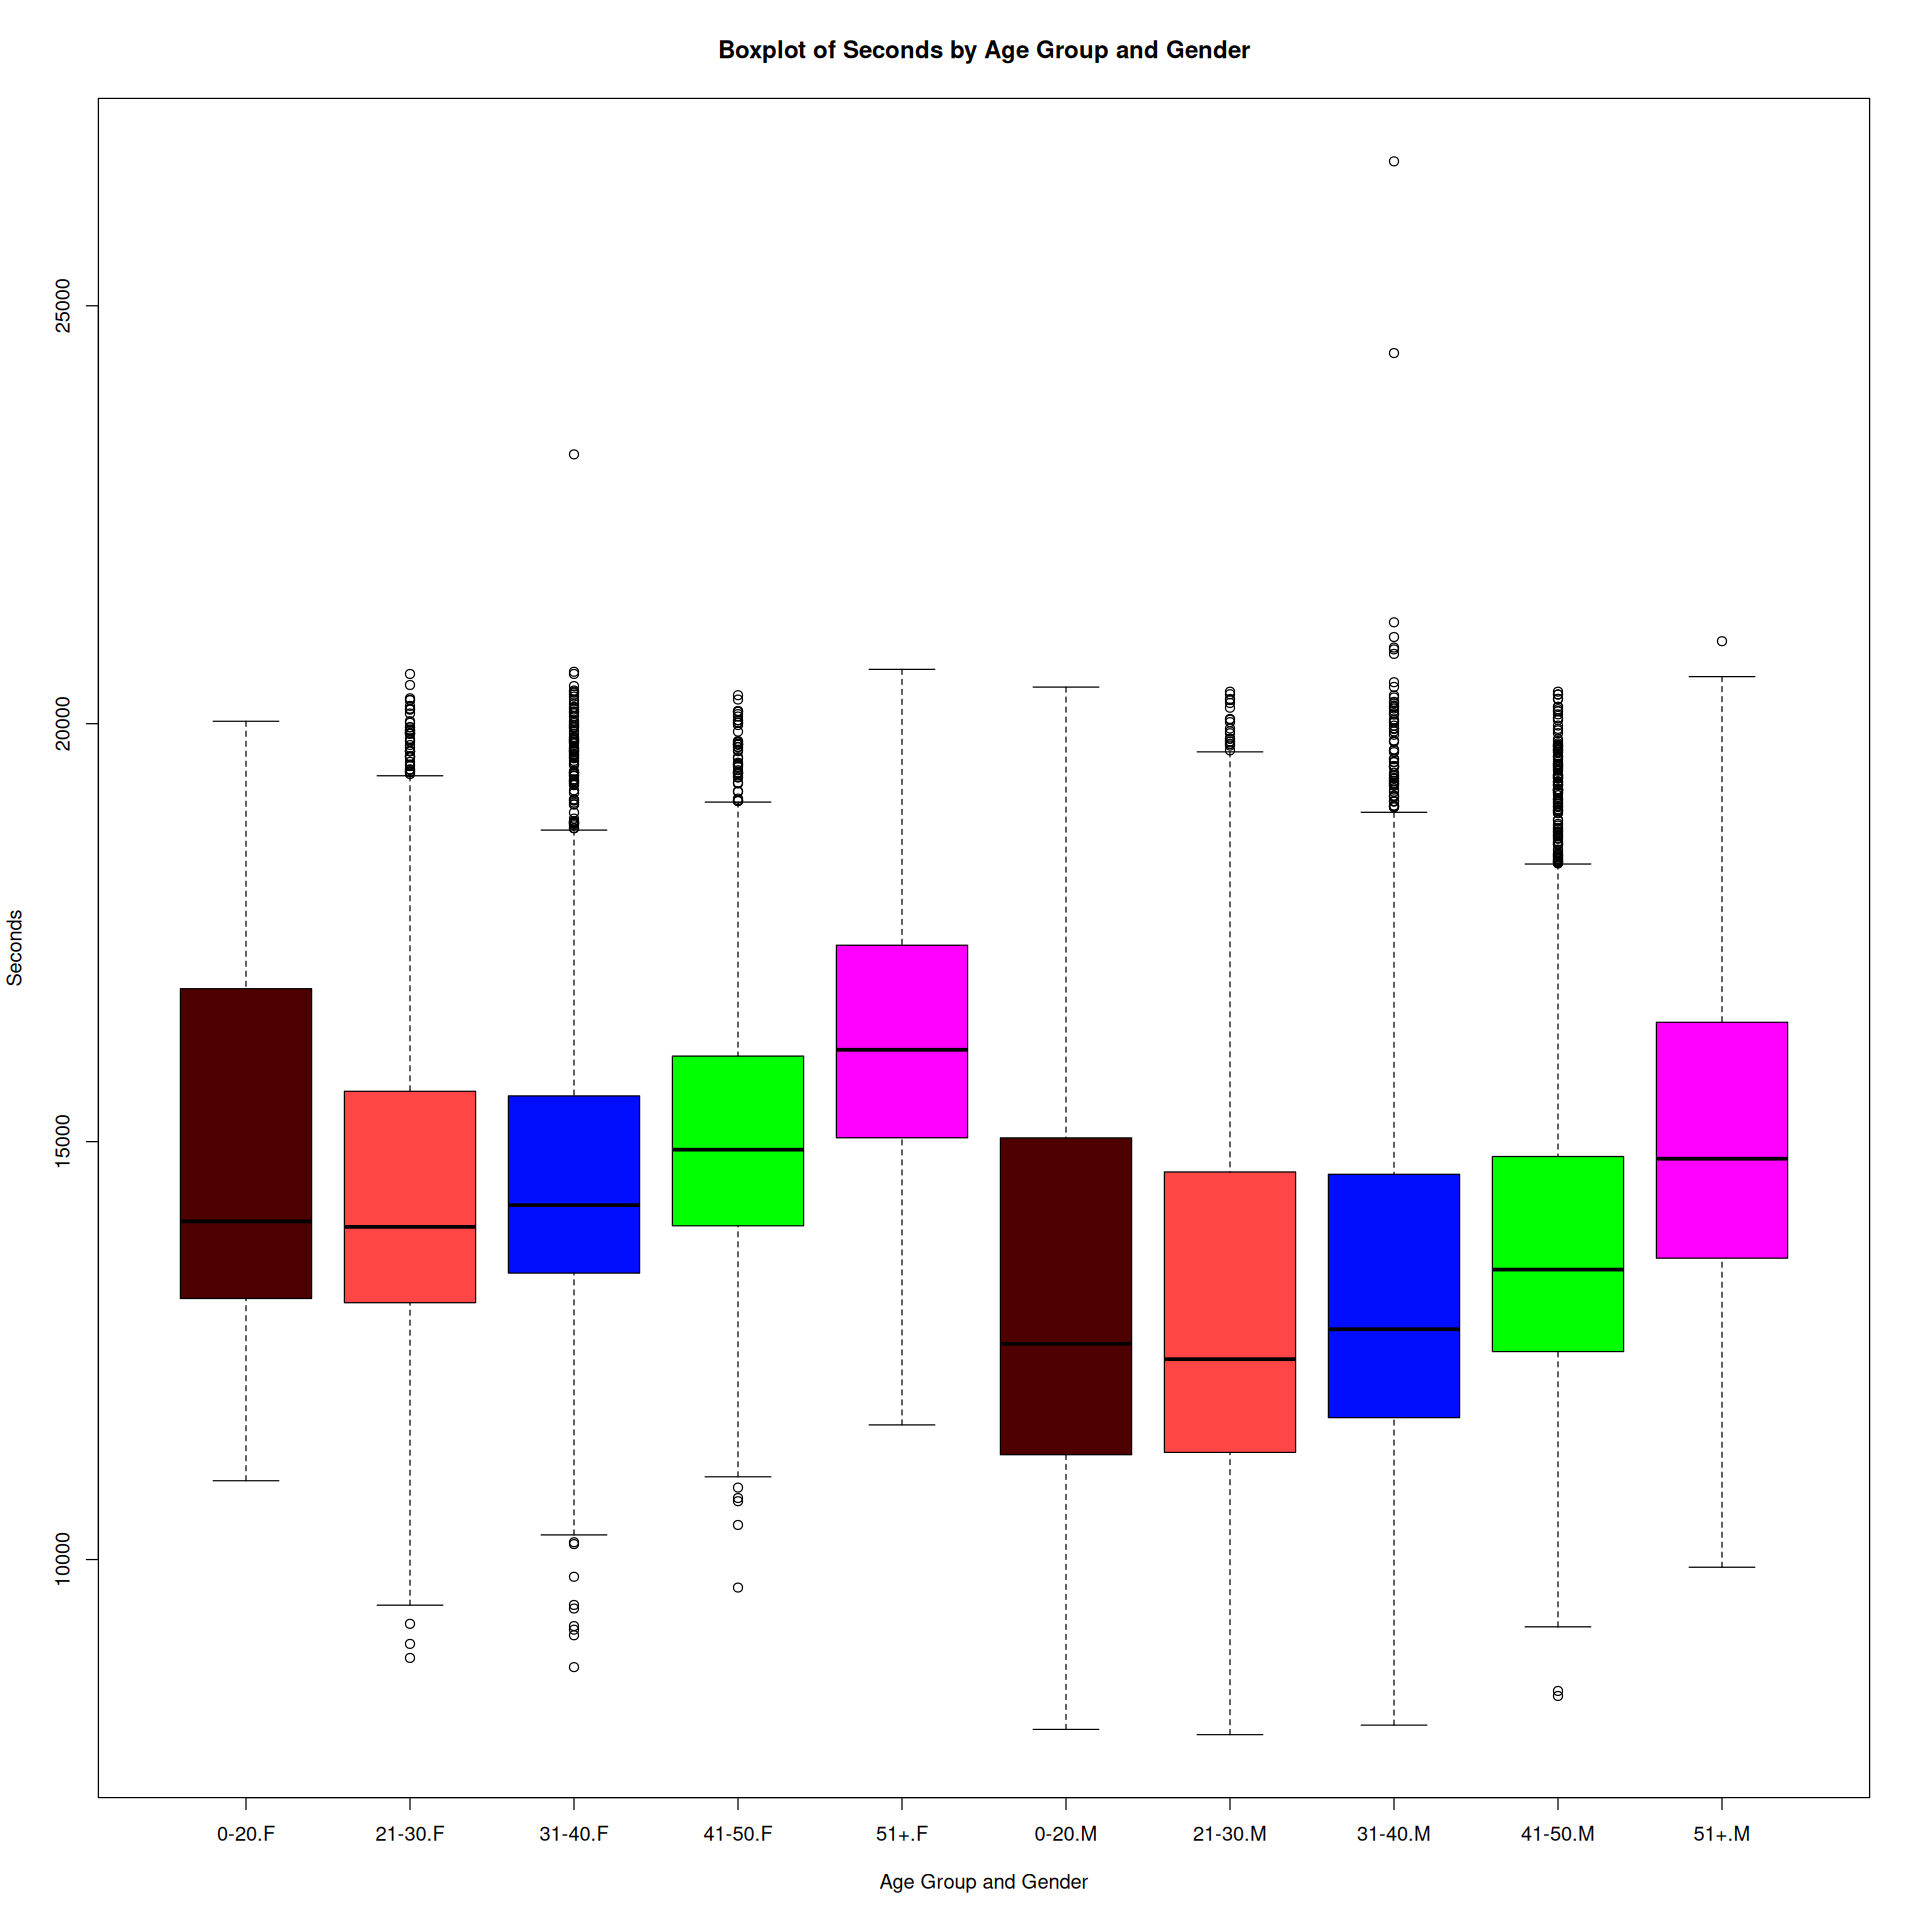 Boxplot of Seconds by Age Group and Gender
Seconds
25000
20000
15000
10000
0-20.F 21-30.F 31-40.F 41-50.F 51+.F 0-20.M 21-30.M 31-40.M 41-50.M 51+.M
Age Group and Gender